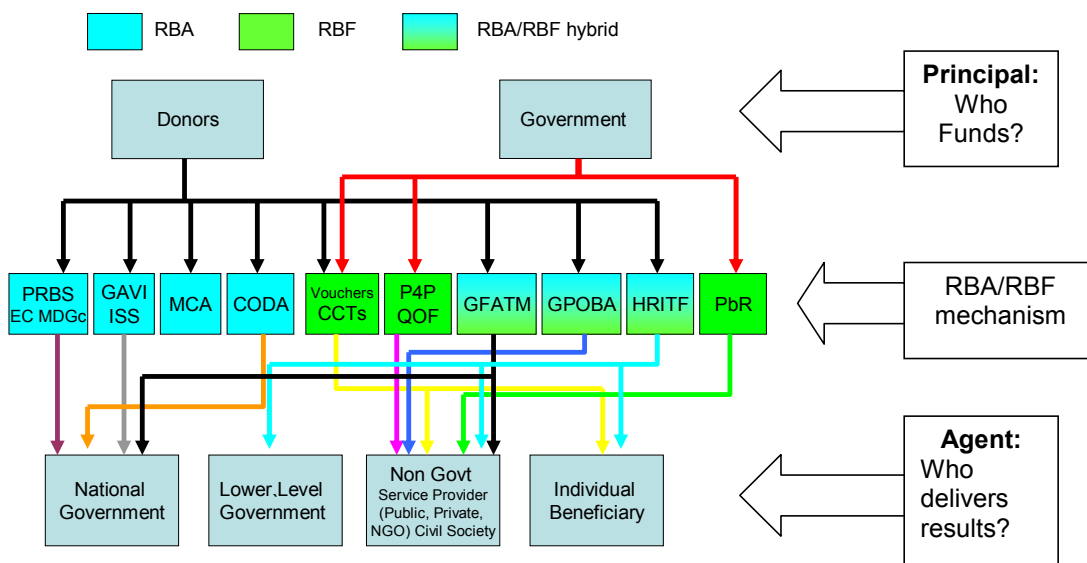 RBA
RBF
RBA/RBF hybrid
Donors
Government
Principal:
Who
Funds?
PRBS
EC MDGc
GAVI
ISS
MCA
CODA
Vouchers
CCTs
P4P
QOF
GFATM
GPOBA
HRITF
PbR
RBA/RBF
mechanism
National
Government
Lower.Level
Government
Non Govt
Service Provider
(Public, Private,
NGO) Civil Society
Individual
Beneficiary
Agent:
Who
delivers
results?